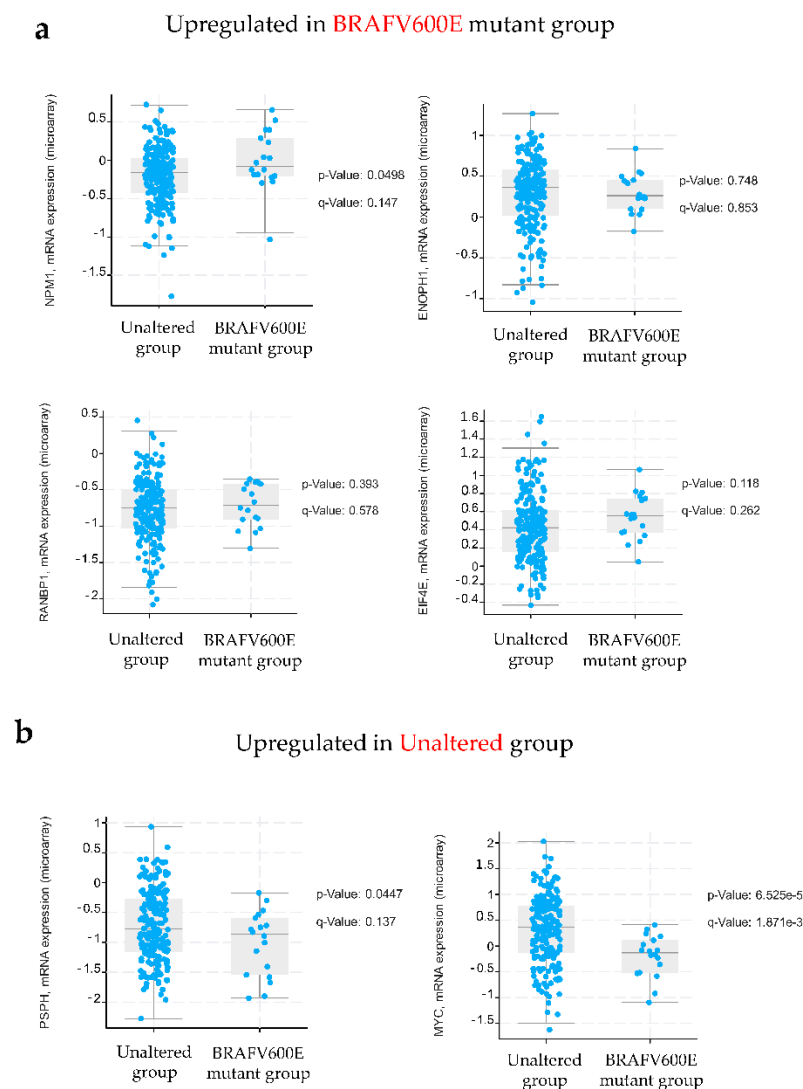 a
Upregulated in BRAFV600E mutant group
NPM1, mRNA expression (microarray)
0.5
0
-0.5
-1
-1.5
p-Value: 0.0498
q-Value: 0.147
Unaltered
group
BRAFV600E
mutant group
ENOPH1, mRNA expression (microarray)
1
0.5
0
-0.5
-1
p-Value: 0.748
q-Value: 0.853
Unaltered
group
BRAFV600E
mutant group
RANBP1, mRNA expression (microarray)
0.5
0
-0.5
-1
-1.5
-2
p-Value: 0.393
q-Value: 0.578
Unaltered
group
BRAFV600E
mutant group
EIF4E, mRNA expression (microarray)
1.6
1.4
1.2
1
0.8
0.6
0.4
0.2
0
-0.2
-0.4
p-Value: 0.118
q-Value: 0.262
Unaltered
group
BRAFV600E
mutant group
b
Upregulated in Unaltered group
PSPH, mRNA expression (microarray)
1
0.5
0
-0.5
-1
-1.5
-2
p-Value: 0.0447
q-Value: 0.137
Unaltered
group
BRAFV600E
mutant group
MYC, mRNA expression (microarray)
2
1.5
1
0.5
0
-0.5
-1
-1.5
p-Value: 6.525e-5
q-Value: 1.871e-3
Unaltered
group
BRAFV600E
mutant group